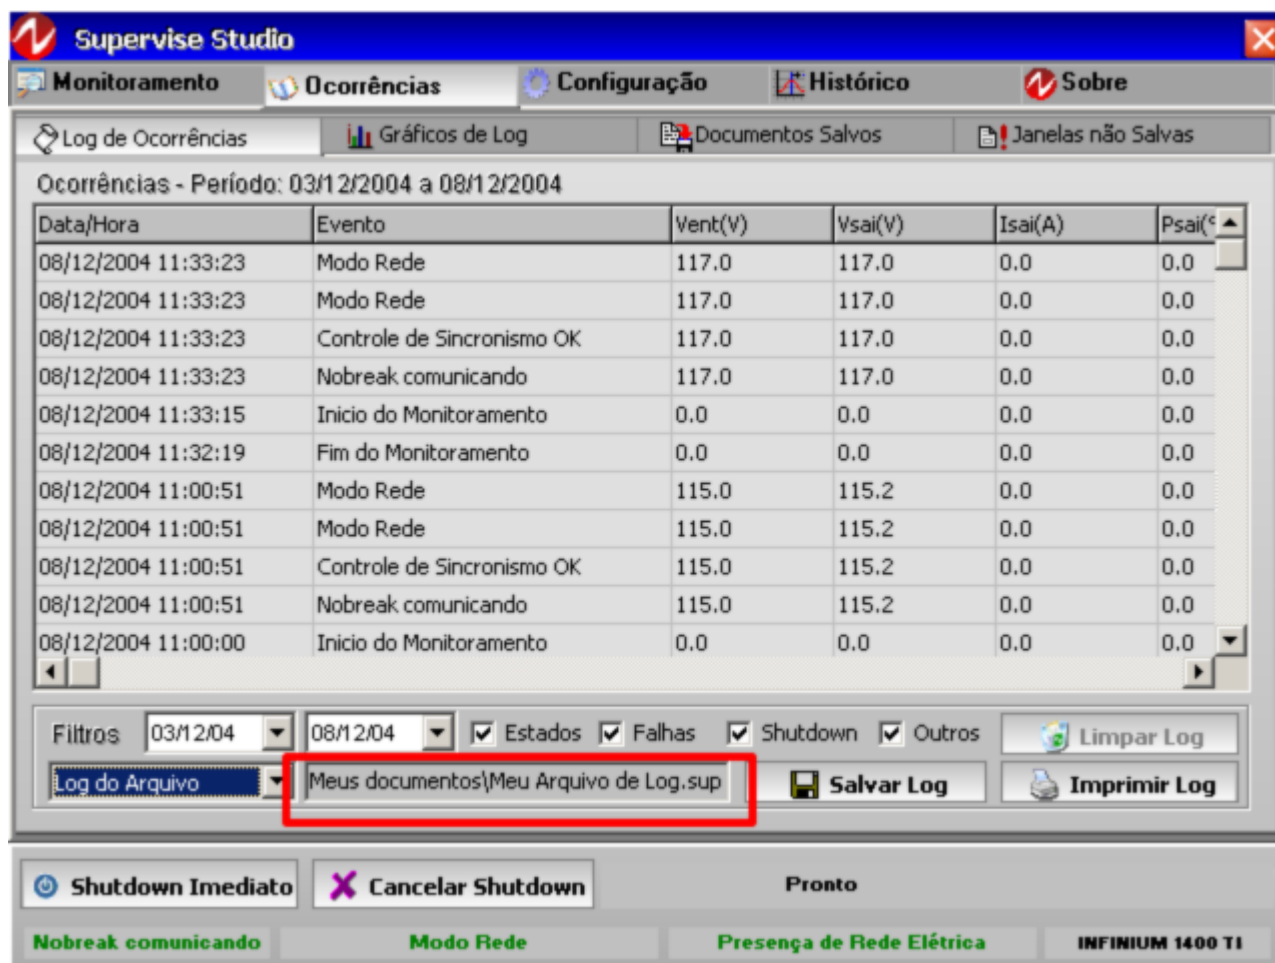 Supervise Studio
Monitoramento Ocorrências Configuração Histórico Sobre
Log de Ocorrências Gráficos de Log Documentos Salvos Janelas não Salvas
Ocorrências - Período: 03/12/2004 a 08/12/2004
Data/Hora Evento Vent(V) Vsai(V) Isai(A) Psai(
08/12/2004 11:33:23 Modo Rede 117.0 117.0 0.0 0.0
08/12/2004 11:33:23 Modo Rede 117.0 117.0 0.0 0.0
08/12/2004 11:33:23 Controle de Sincronismo OK 117.0 117.0 0.0 0.0
08/12/2004 11:33:23 Nobreak comunicando 117.0 117.0 0.0 0.0
08/12/2004 11:33:15 Inicio do Monitoramento 0.0 0.0 0.0 0.0
08/12/2004 11:32:19 Fim do Monitoramento 0.0 0.0 0.0 0.0
08/12/2004 11:00:51 Modo Rede 115.0 115.2 0.0 0.0
08/12/2004 11:00:51 Modo Rede 115.0 115.2 0.0 0.0
08/12/2004 11:00:51 Controle de Sincronismo OK 115.0 115.2 0.0 0.0
08/12/2004 11:00:51 Nobreak comunicando 115.0 115.2 0.0 0.0
08/12/2004 11:00:00 Inicio do Monitoramento 0.0 0.0 0.0 0.0
Filtros 03/12/04 08/12/04 Estados Falhas Shutdown Outros Limpar Log
Log do Arquivo Meus documentos\Meu Arquivo de Log.sup Salvar Log Imprimir Log
Shutdown Imediato Cancelar Shutdown Pronto
Nobreak comunicando Modo Rede Presença de Rede Elétrica INFINIUM 1400 TI